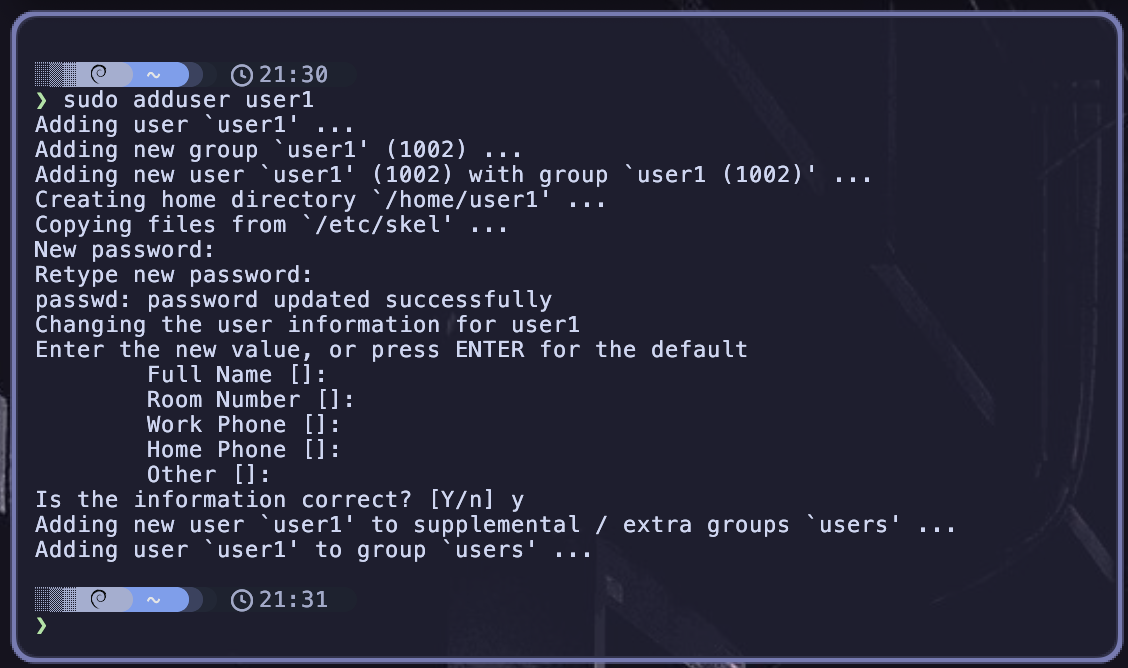 ~ 21:30
❯ sudo adduser user1
Adding user `user1' ...
Adding new group `user1' (1002) ...
Adding new user `user1' (1002) with group `user1 (1002)' ...
Creating home directory `/home/user1' ...
Copying files from `/etc/skel' ...
New password:
Retype new password:
passwd: password updated successfully
Changing the user information for user1
Enter the new value, or press ENTER for the default
        Full Name []:
        Room Number []:
        Work Phone []:
        Home Phone []:
        Other []:
Is the information correct? [Y/n] y
Adding new user `user1' to supplemental / extra groups `users' ...
Adding user `user1' to group `users' ...
~ 21:31
❯